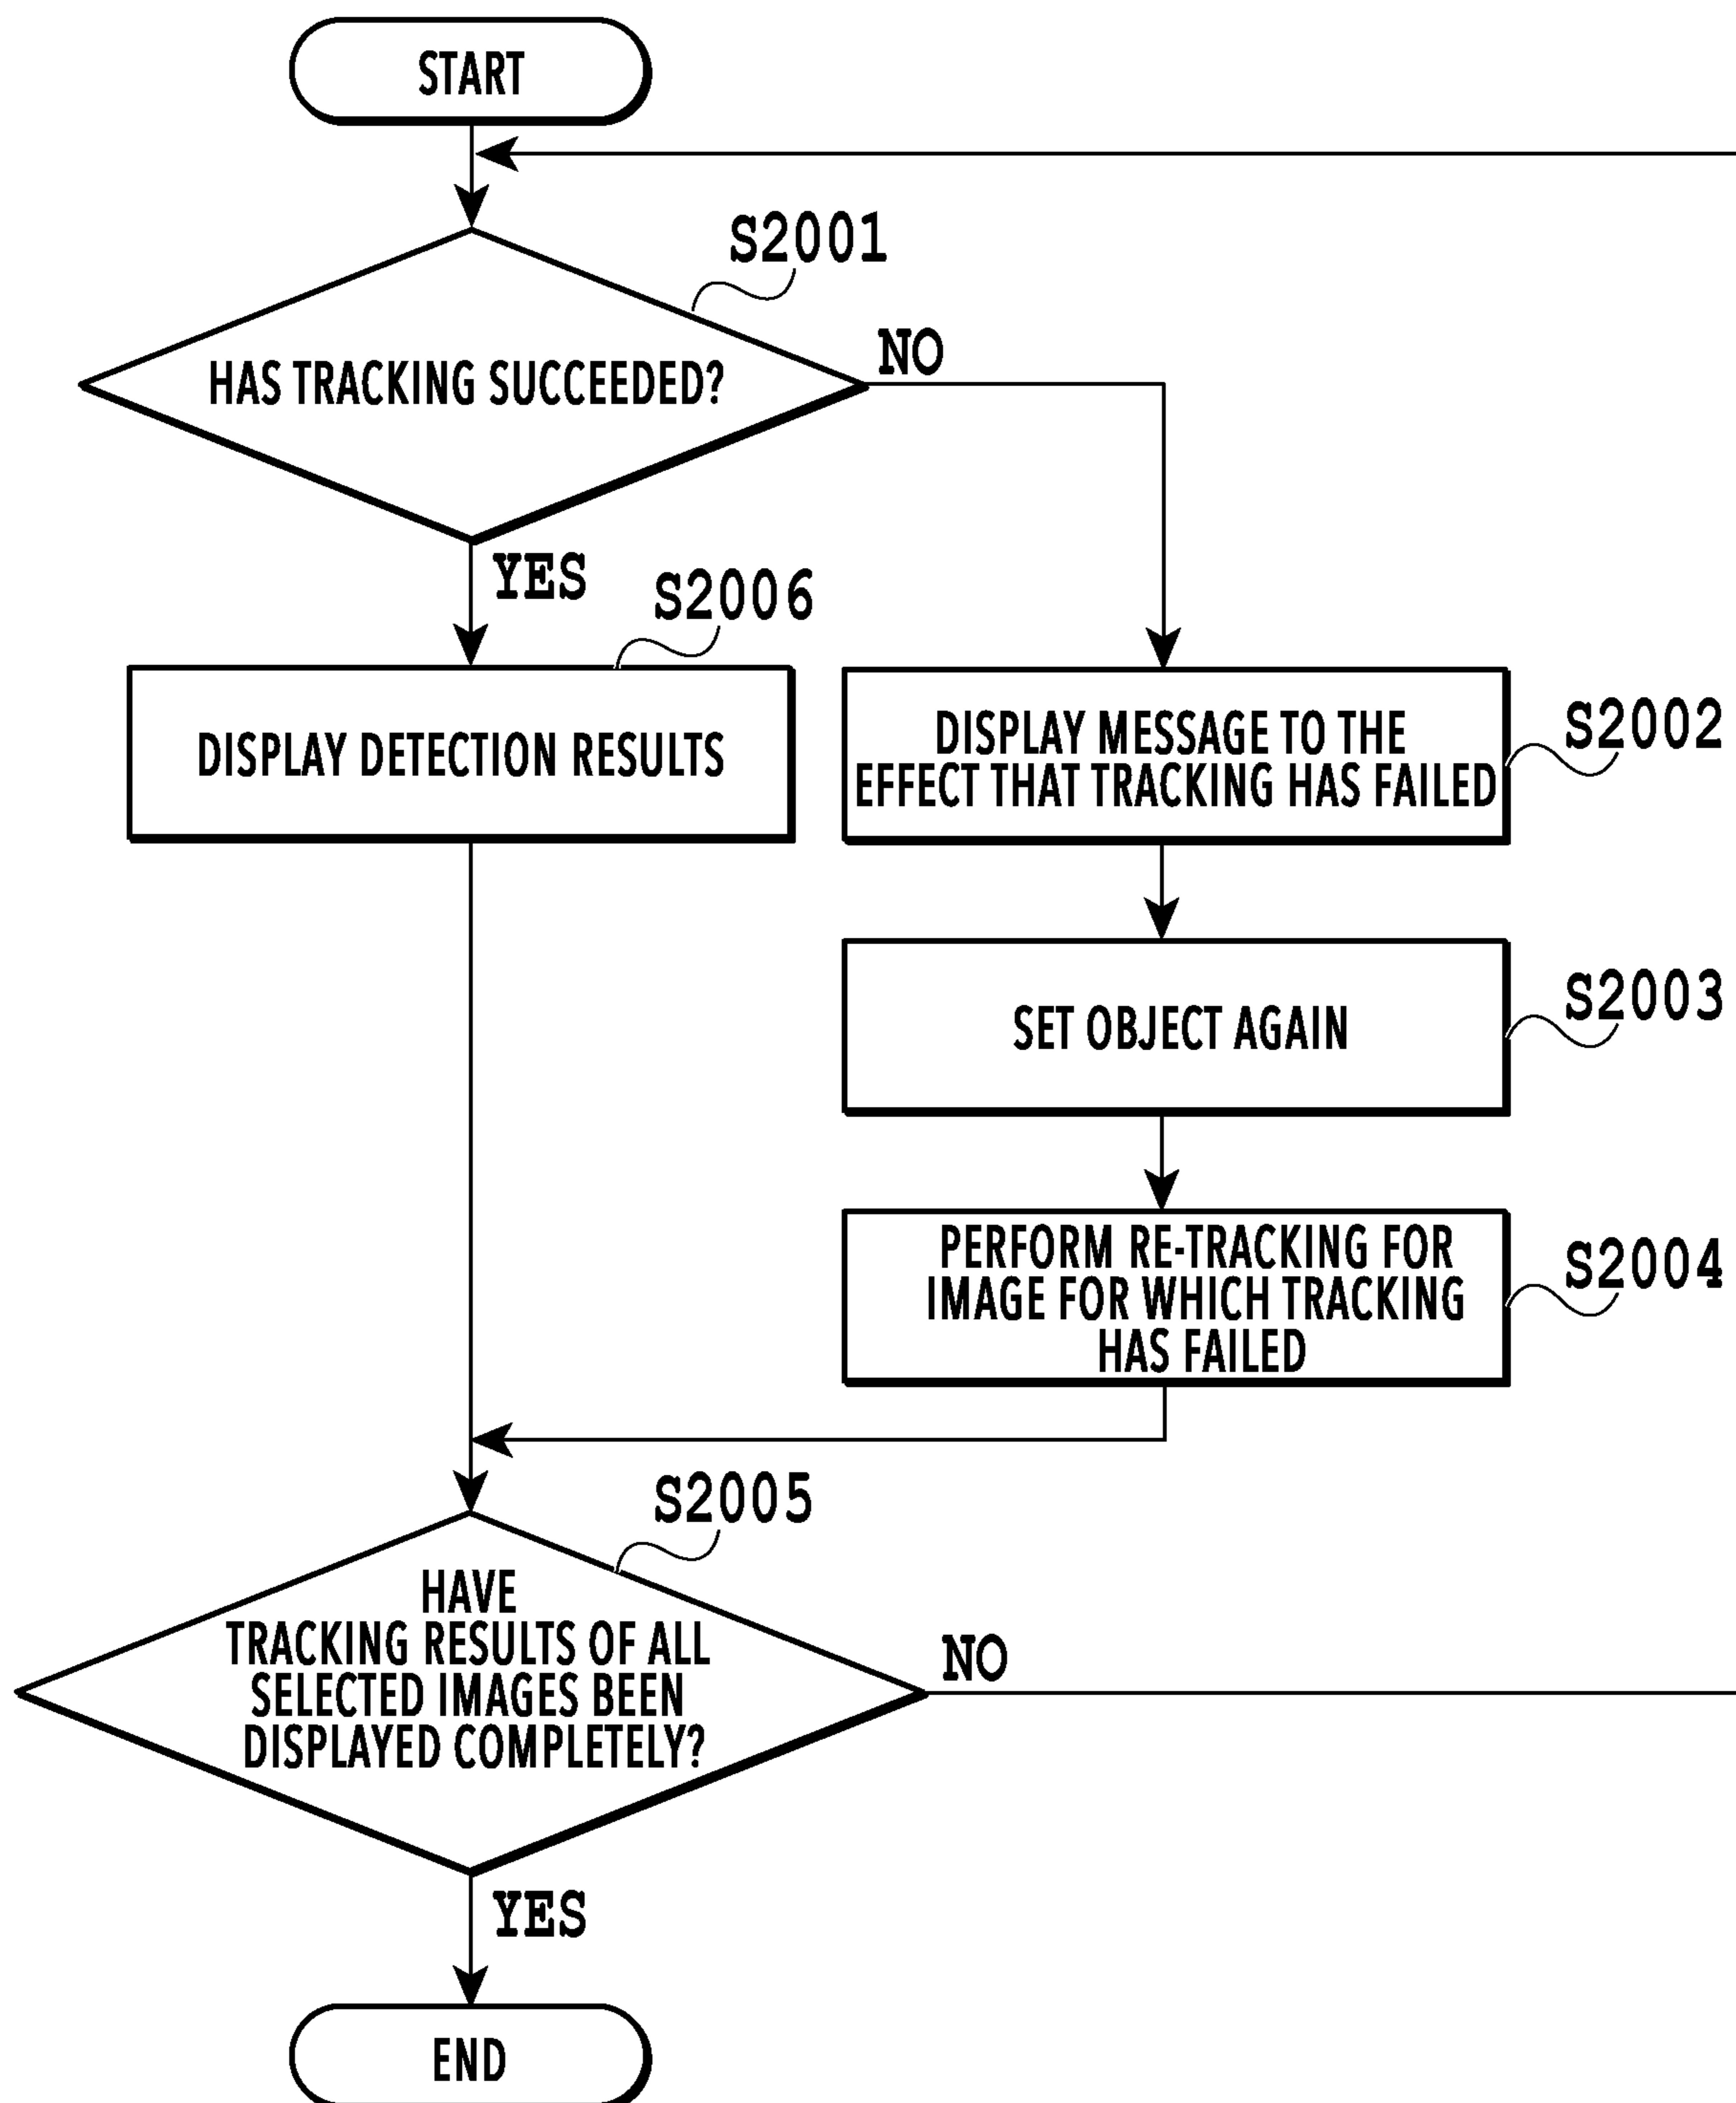 START
S2001
HAS TRACKING SUCCEEDED?
NO
YES
S2006
DISPLAY DETECTION RESULTS
DISPLAY MESSAGE TO THE
EFFECT THAT TRACKING HAS FAILED
S2002
SET OBJECT AGAIN
S2003
PERFORM RE-TRACKING FOR
IMAGE FOR WHICH TRACKING
HAS FAILED
S2004
S2005
HAVE
TRACKING RESULTS OF ALL
SELECTED IMAGES BEEN
DISPLAYED COMPLETELY?
NO
YES
END